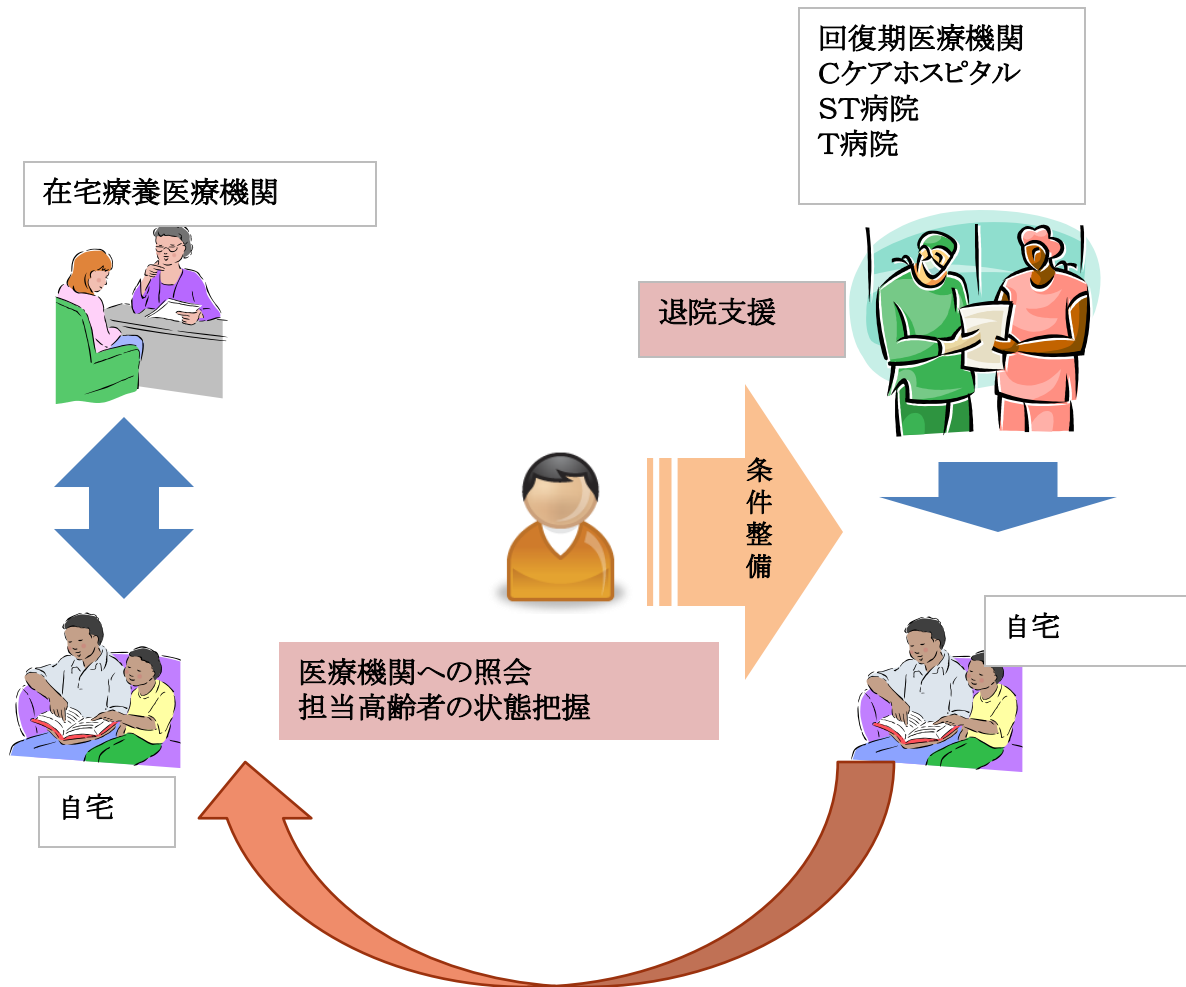 回復期医療機関
Cケアホスピタル
ST病院
T病院
在宅療養医療機関
退院支援
条件整備
自宅
医療機関への照会
担当高齢者の状態把握
自宅